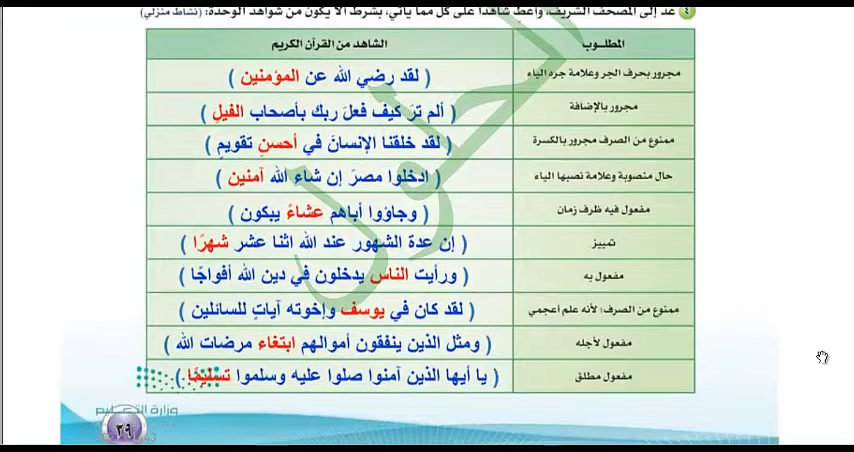 ٤ عد إلى المصحف الشريف، وأعط شاهدًا على كل مما يأتي، بشرط ألا يكون من شواهد الوحدة: (نشاط منزلي)
المطلوب الشاهد من القرآن الكريم
مجرور بحرف الجر وعلامة جره الياء ( لقد رضي الله عن المؤمنين )
مجرور بالإضافة ( ألم ترَ كيف فعلَ ربك بأصحاب الفيلِ )
ممنوع من الصرف مجرور بالكسرة ( لقد خلقنا الإنسانَ في أحسنِ تقويمٍ )
حال منصوبة وعلامة نصبها الياء ( ادخلوا مصرَ إن شاء الله آمنين )
مفعول فيه ظرف زمان ( وجاؤوا أباهم عشاءً يبكون )
تمييز ( إن عدة الشهور عند الله اثنا عشر شهرًا )
مفعول به ( ورأيت الناس يدخلون في دين الله أفواجًا )
ممنوع من الصرف؛ لأنه علم أعجمي ( لقد كان في يوسف وإخوته آياتٍ للسائلين )
مفعول لأجله ( ومثل الذين ينفقون أموالهم ابتغاء مرضات الله )
مفعول مطلق ( يا أيها الذين آمنوا صلوا عليه وسلموا تسليمًا )
الحلول
وزارة التعليم
٢٩